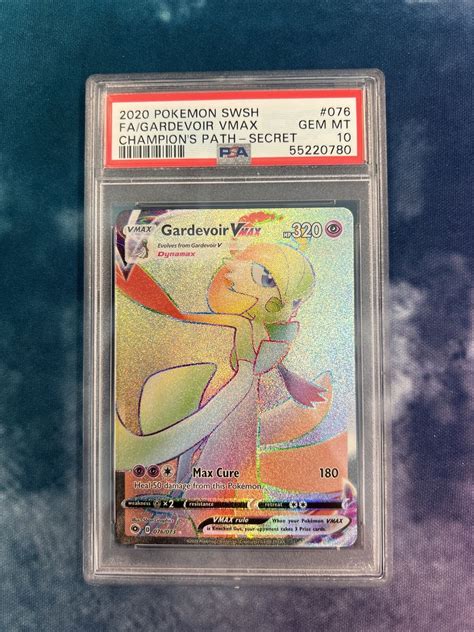 2020 POKEMON SWSH #076
FA/GARDEVOIR VMAX GEM MT
CHAMPION'S PATH-SECRET 10
PSA 55220780
VMAX Gardevoir VMAX HP 320
Evolves from Gardevoir V
Dynamax
Max Cure 180
Heal 50 damage from this Pokémon.
weakness ×2 resistance retreat
VMAX rule When your Pokémon VMAX
is Knocked Out, your opponent takes 3 Prize cards.
076/073